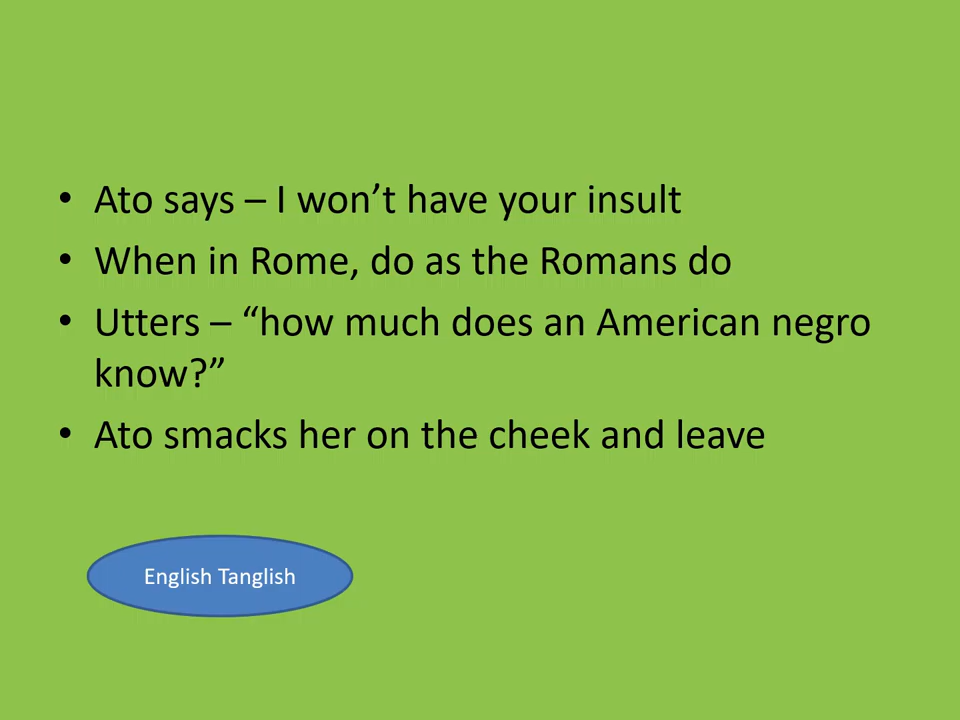 • Ato says – I won’t have your insult
• When in Rome, do as the Romans do
• Utters – “how much does an American negro
know?”
• Ato smacks her on the cheek and leave
English Tanglish